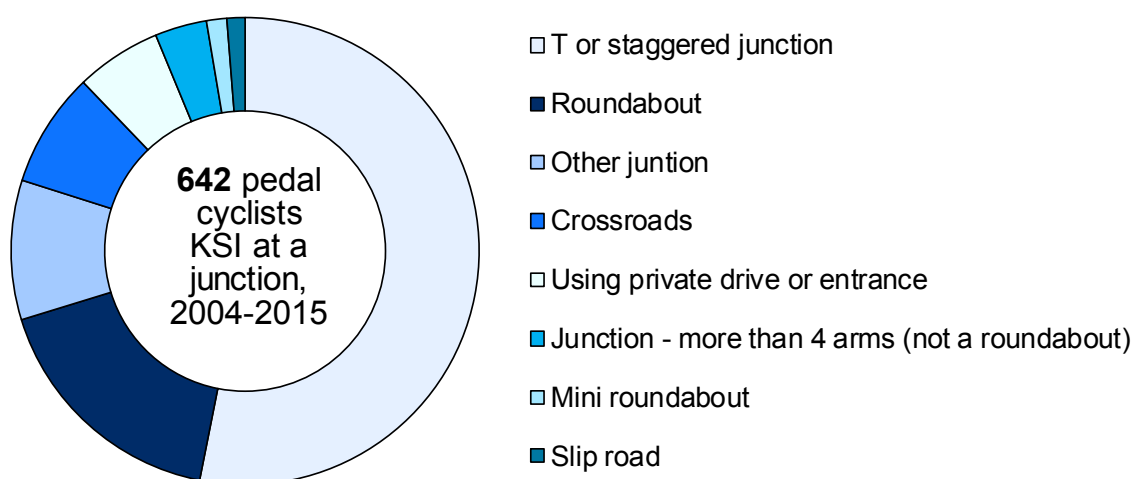 642 pedal
cyclists
KSI at a
junction,
2004-2015
T or staggered junction
Roundabout
Other juntion
Crossroads
Using private drive or entrance
Junction - more than 4 arms (not a roundabout)
Mini roundabout
Slip road